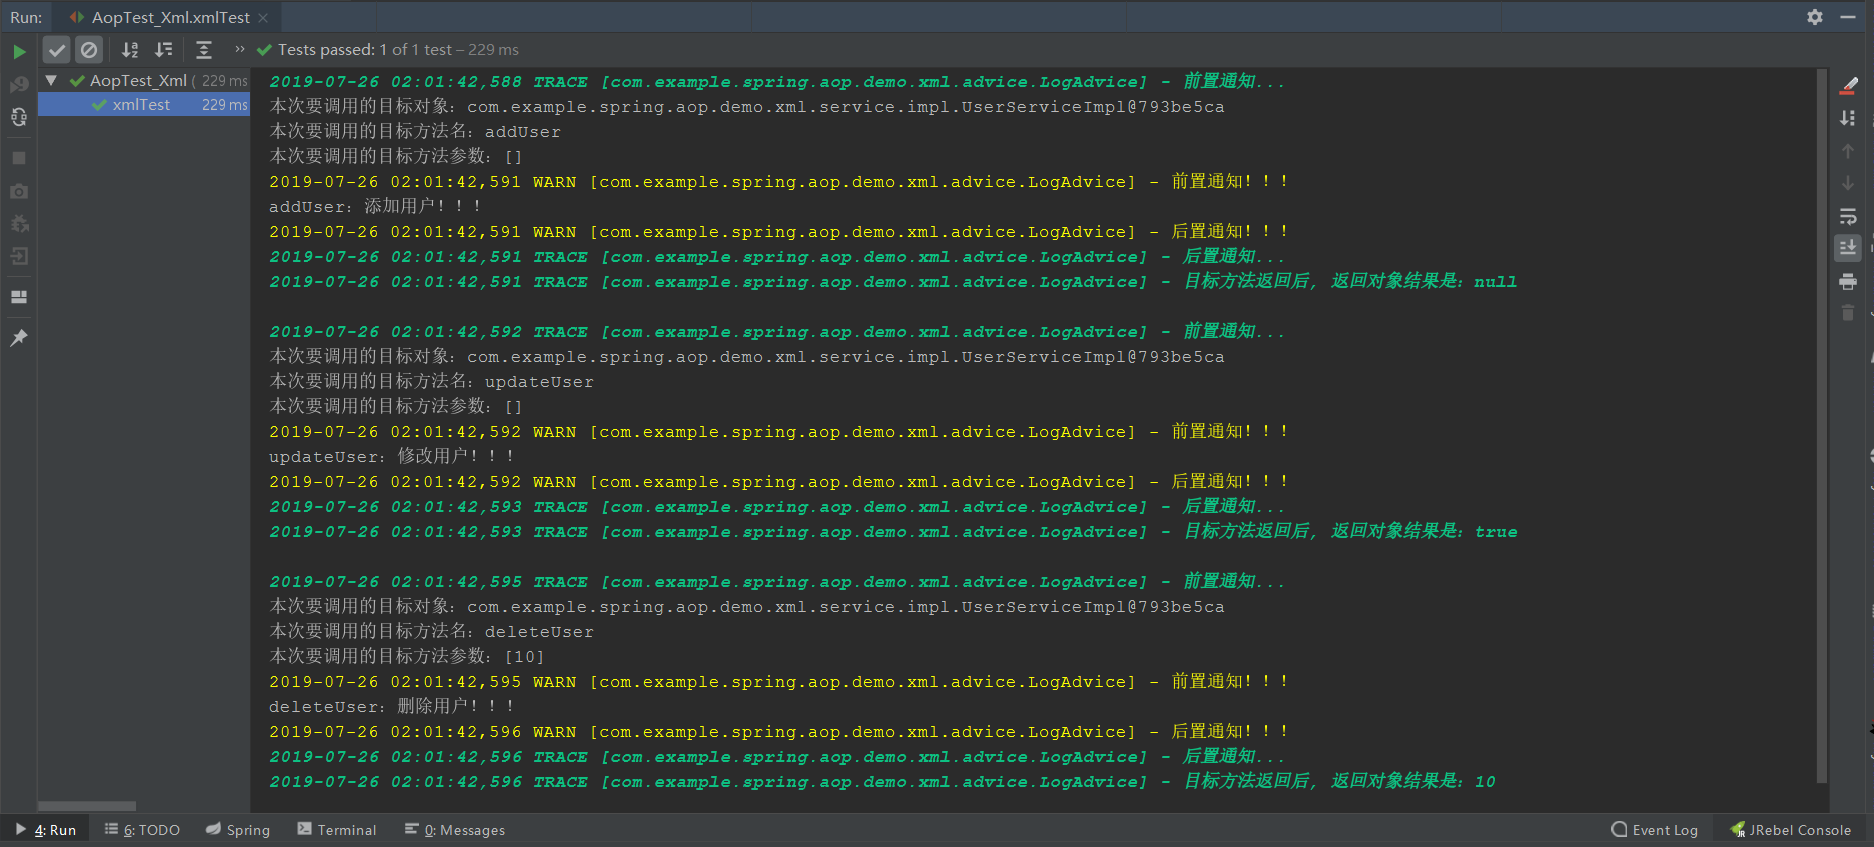 Run: AopTest_Xml.xmlTest
Tests passed: 1 of 1 test – 229 ms
AopTest_Xml ( 229 ms
xmlTest 229 ms
2019-07-26 02:01:42,588 TRACE [com.example.spring.aop.demo.xml.advice.LogAdvice] - 前置通知...
本次要调用的目标对象：com.example.spring.aop.demo.xml.service.impl.UserServiceImpl@793be5ca
本次要调用的目标方法名：addUser
本次要调用的目标方法参数：[]
2019-07-26 02:01:42,591 WARN [com.example.spring.aop.demo.xml.advice.LogAdvice] - 前置通知！！！
addUser：添加用户！！！
2019-07-26 02:01:42,591 WARN [com.example.spring.aop.demo.xml.advice.LogAdvice] - 后置通知！！！
2019-07-26 02:01:42,591 TRACE [com.example.spring.aop.demo.xml.advice.LogAdvice] - 后置通知...
2019-07-26 02:01:42,591 TRACE [com.example.spring.aop.demo.xml.advice.LogAdvice] - 目标方法返回后，返回对象结果是：null
2019-07-26 02:01:42,592 TRACE [com.example.spring.aop.demo.xml.advice.LogAdvice] - 前置通知...
本次要调用的目标对象：com.example.spring.aop.demo.xml.service.impl.UserServiceImpl@793be5ca
本次要调用的目标方法名：updateUser
本次要调用的目标方法参数：[]
2019-07-26 02:01:42,592 WARN [com.example.spring.aop.demo.xml.advice.LogAdvice] - 前置通知！！！
updateUser：修改用户！！！
2019-07-26 02:01:42,592 WARN [com.example.spring.aop.demo.xml.advice.LogAdvice] - 后置通知！！！
2019-07-26 02:01:42,593 TRACE [com.example.spring.aop.demo.xml.advice.LogAdvice] - 后置通知...
2019-07-26 02:01:42,593 TRACE [com.example.spring.aop.demo.xml.advice.LogAdvice] - 目标方法返回后，返回对象结果是：true
2019-07-26 02:01:42,595 TRACE [com.example.spring.aop.demo.xml.advice.LogAdvice] - 前置通知...
本次要调用的目标对象：com.example.spring.aop.demo.xml.service.impl.UserServiceImpl@793be5ca
本次要调用的目标方法名：deleteUser
本次要调用的目标方法参数：[10]
2019-07-26 02:01:42,595 WARN [com.example.spring.aop.demo.xml.advice.LogAdvice] - 前置通知！！！
deleteUser：删除用户！！！
2019-07-26 02:01:42,596 WARN [com.example.spring.aop.demo.xml.advice.LogAdvice] - 后置通知！！！
2019-07-26 02:01:42,596 TRACE [com.example.spring.aop.demo.xml.advice.LogAdvice] - 后置通知...
2019-07-26 02:01:42,596 TRACE [com.example.spring.aop.demo.xml.advice.LogAdvice] - 目标方法返回后，返回对象结果是：10
4: Run 6: TODO Spring Terminal 0: Messages Event Log JRebel Console